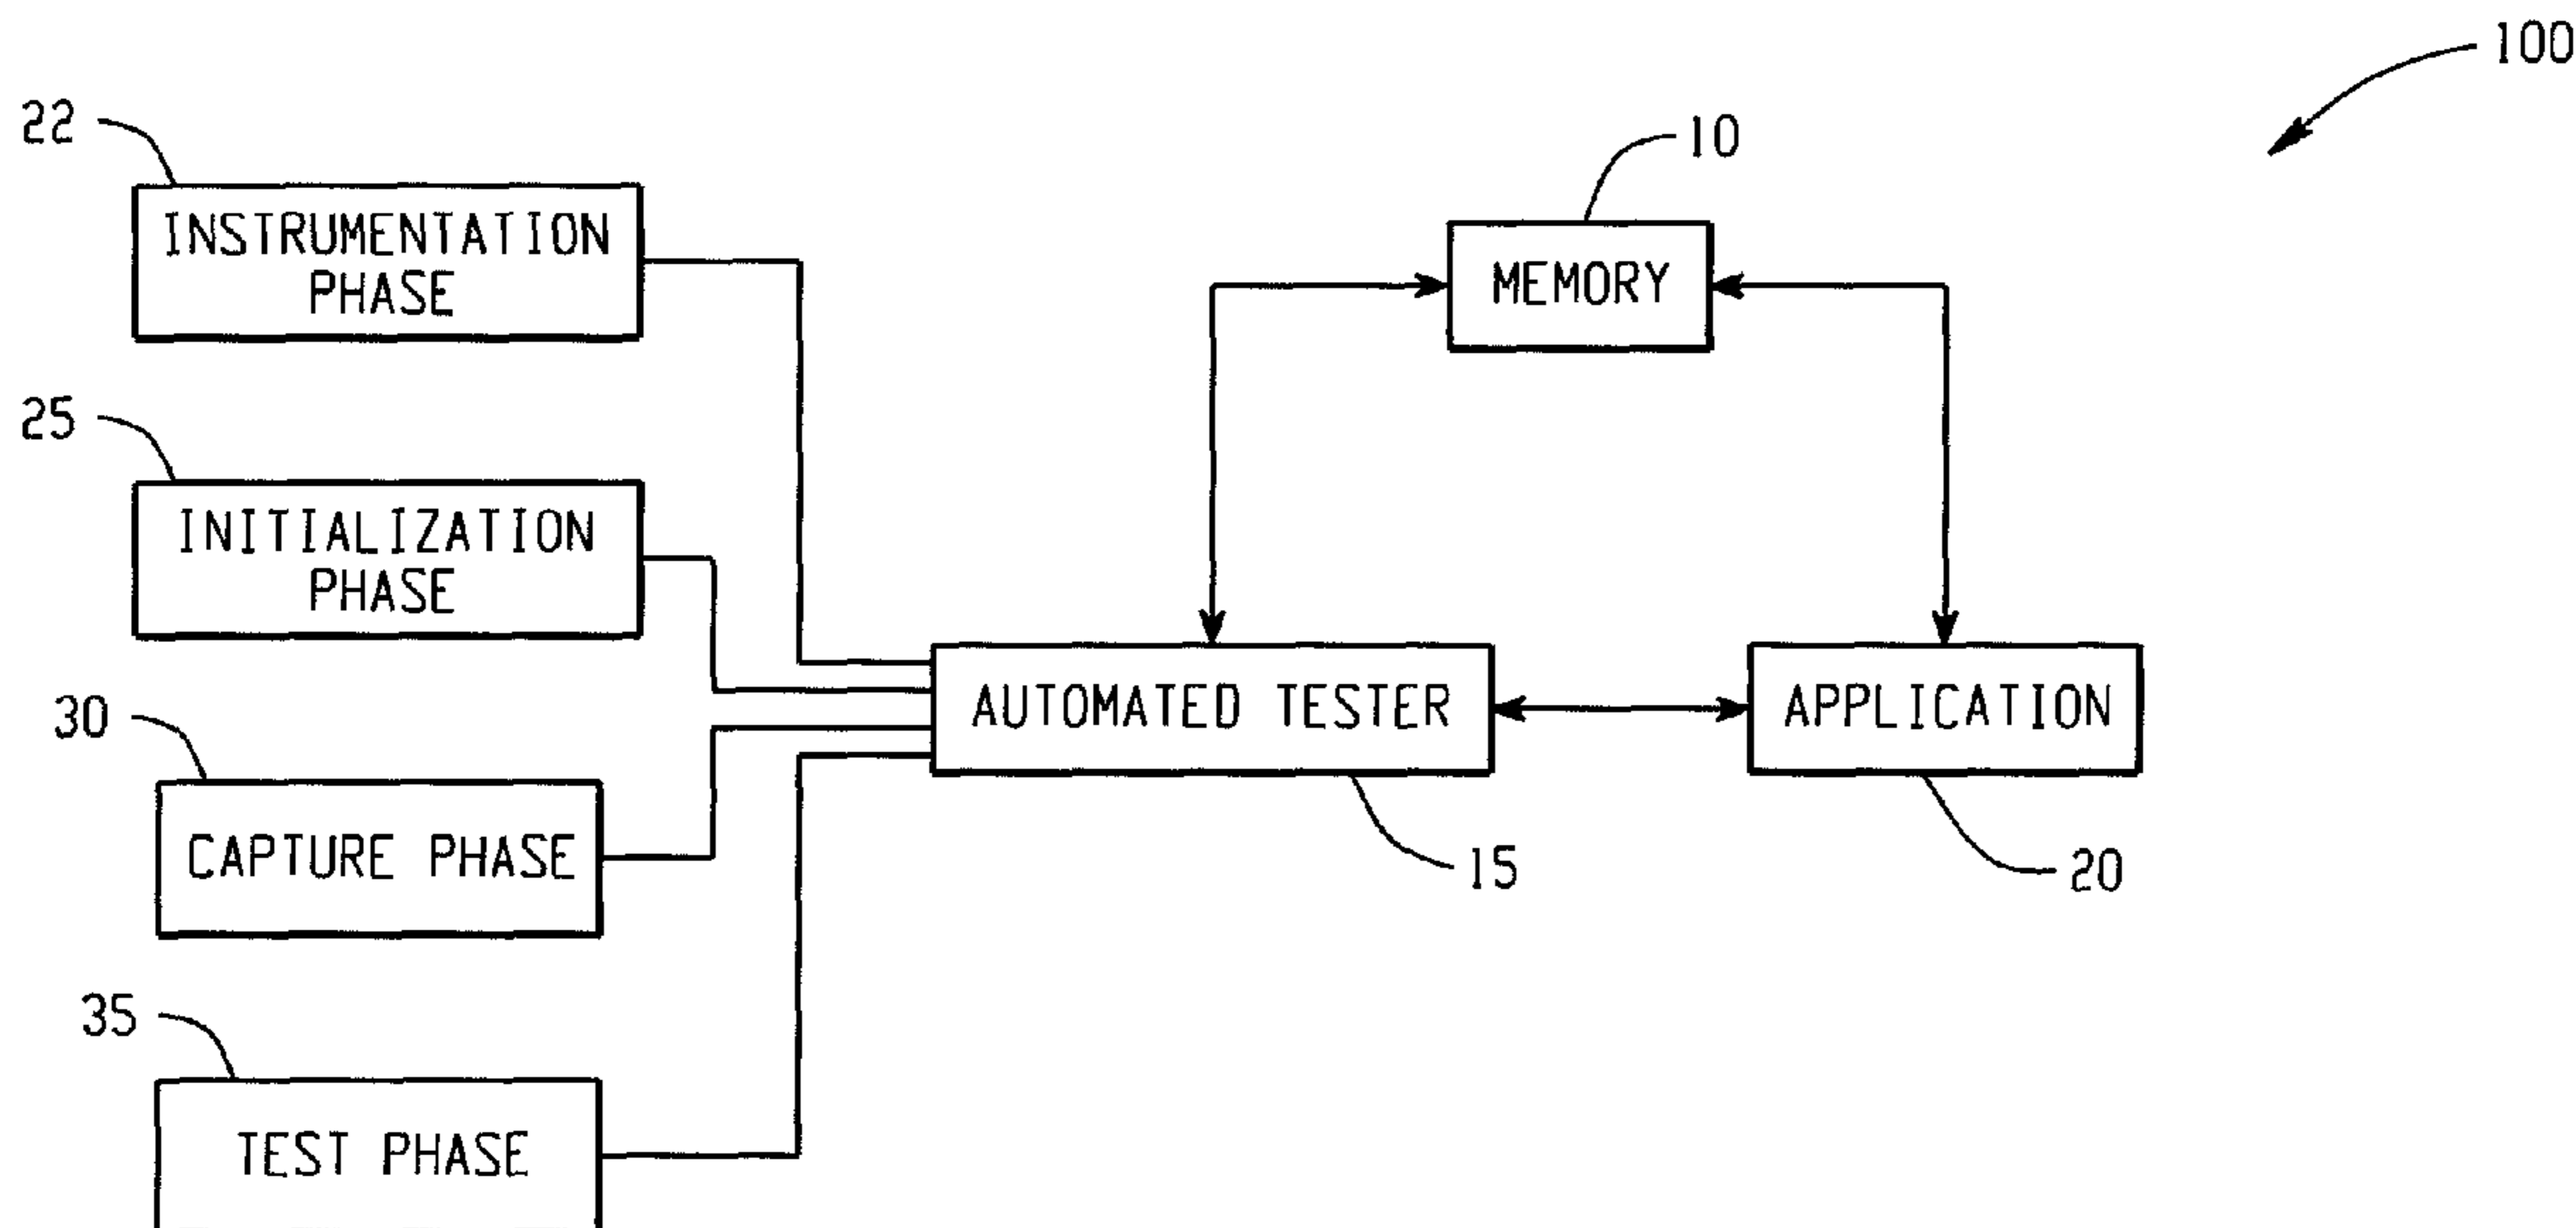 100
22
INSTRUMENTATION
PHASE
10
MEMORY
25
INITIALIZATION
PHASE
30
CAPTURE PHASE
AUTOMATED TESTER
15
APPLICATION
20
35
TEST PHASE